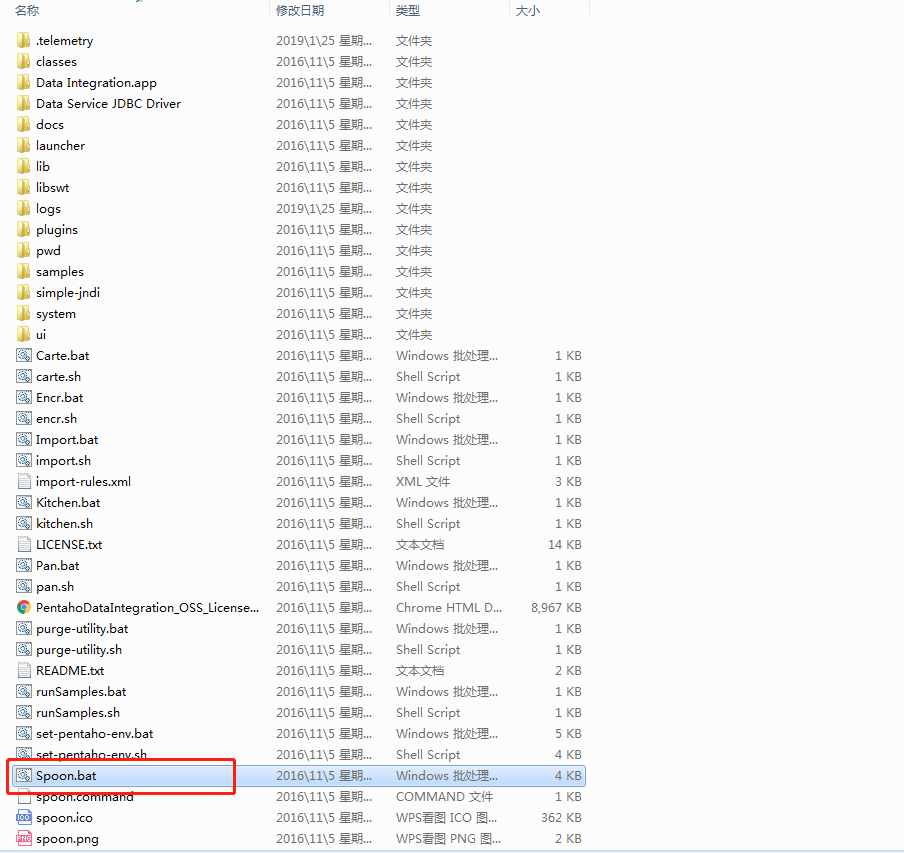 名称 修改日期 类型 大小
.telemetry 2019\1\25 星期... 文件夹
classes 2016\11\5 星期... 文件夹
Data Integration.app 2016\11\5 星期... 文件夹
Data Service JDBC Driver 2016\11\5 星期... 文件夹
docs 2016\11\5 星期... 文件夹
launcher 2016\11\5 星期... 文件夹
lib 2016\11\5 星期... 文件夹
libswt 2016\11\5 星期... 文件夹
logs 2019\1\25 星期... 文件夹
plugins 2016\11\5 星期... 文件夹
pwd 2016\11\5 星期... 文件夹
samples 2016\11\5 星期... 文件夹
simple-jndi 2016\11\5 星期... 文件夹
system 2016\11\5 星期... 文件夹
ui 2016\11\5 星期... 文件夹
Carte.bat 2016\11\5 星期... Windows 批处理... 1 KB
carte.sh 2016\11\5 星期... Shell Script 1 KB
Encr.bat 2016\11\5 星期... Windows 批处理... 1 KB
encr.sh 2016\11\5 星期... Shell Script 1 KB
Import.bat 2016\11\5 星期... Windows 批处理... 1 KB
import.sh 2016\11\5 星期... Shell Script 1 KB
import-rules.xml 2016\11\5 星期... XML 文件 3 KB
Kitchen.bat 2016\11\5 星期... Windows 批处理... 1 KB
kitchen.sh 2016\11\5 星期... Shell Script 1 KB
LICENSE.txt 2016\11\5 星期... 文本文档 14 KB
Pan.bat 2016\11\5 星期... Windows 批处理... 1 KB
pan.sh 2016\11\5 星期... Shell Script 1 KB
PentahoDataIntegration_OSS_License... 2016\11\5 星期... Chrome HTML D... 8,967 KB
purge-utility.bat 2016\11\5 星期... Windows 批处理... 1 KB
purge-utility.sh 2016\11\5 星期... Shell Script 1 KB
README.txt 2016\11\5 星期... 文本文档 2 KB
runSamples.bat 2016\11\5 星期... Windows 批处理... 1 KB
runSamples.sh 2016\11\5 星期... Shell Script 1 KB
set-pentaho-env.bat 2016\11\5 星期... Windows 批处理... 5 KB
set-pentaho-env.sh 2016\11\5 星期... Shell Script 4 KB
Spoon.bat 2016\11\5 星期... Windows 批处理... 4 KB
spoon.command 2016\11\5 星期... COMMAND 文件 1 KB
spoon.ico 2016\11\5 星期... WPS看图 ICO 图... 362 KB
spoon.png 2016\11\5 星期... WPS看图 PNG 图... 2 KB